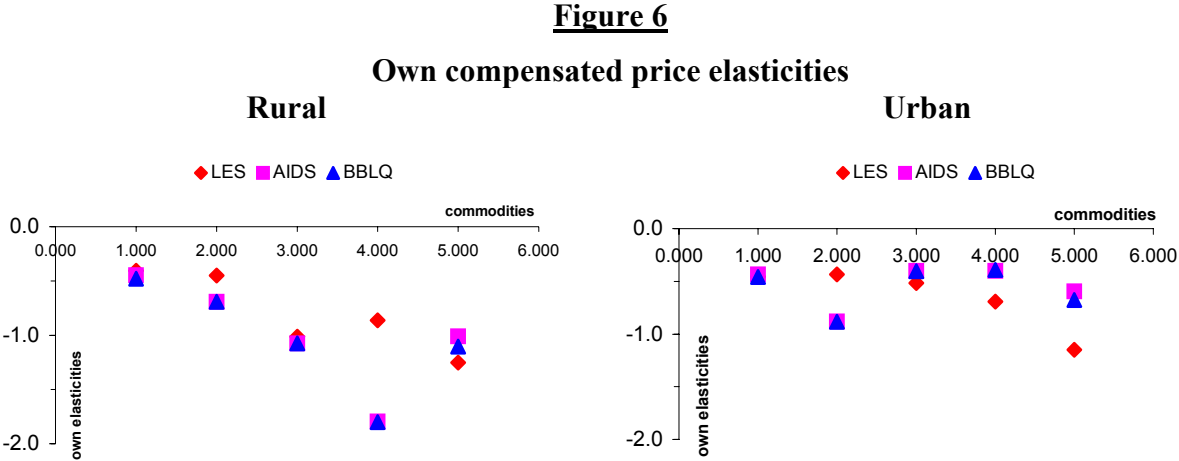 Figure 6
Own compensated price elasticities
Rural
LES AIDS BBLQ
commodities
0.0
0.000 1.000 2.000 3.000 4.000 5.000 6.000
-1.0
own elasticities
-2.0
Urban
LES AIDS BBLQ
commodities
0.0
0.000 1.000 2.000 3.000 4.000 5.000 6.000
-1.0
own elasticities
-2.0